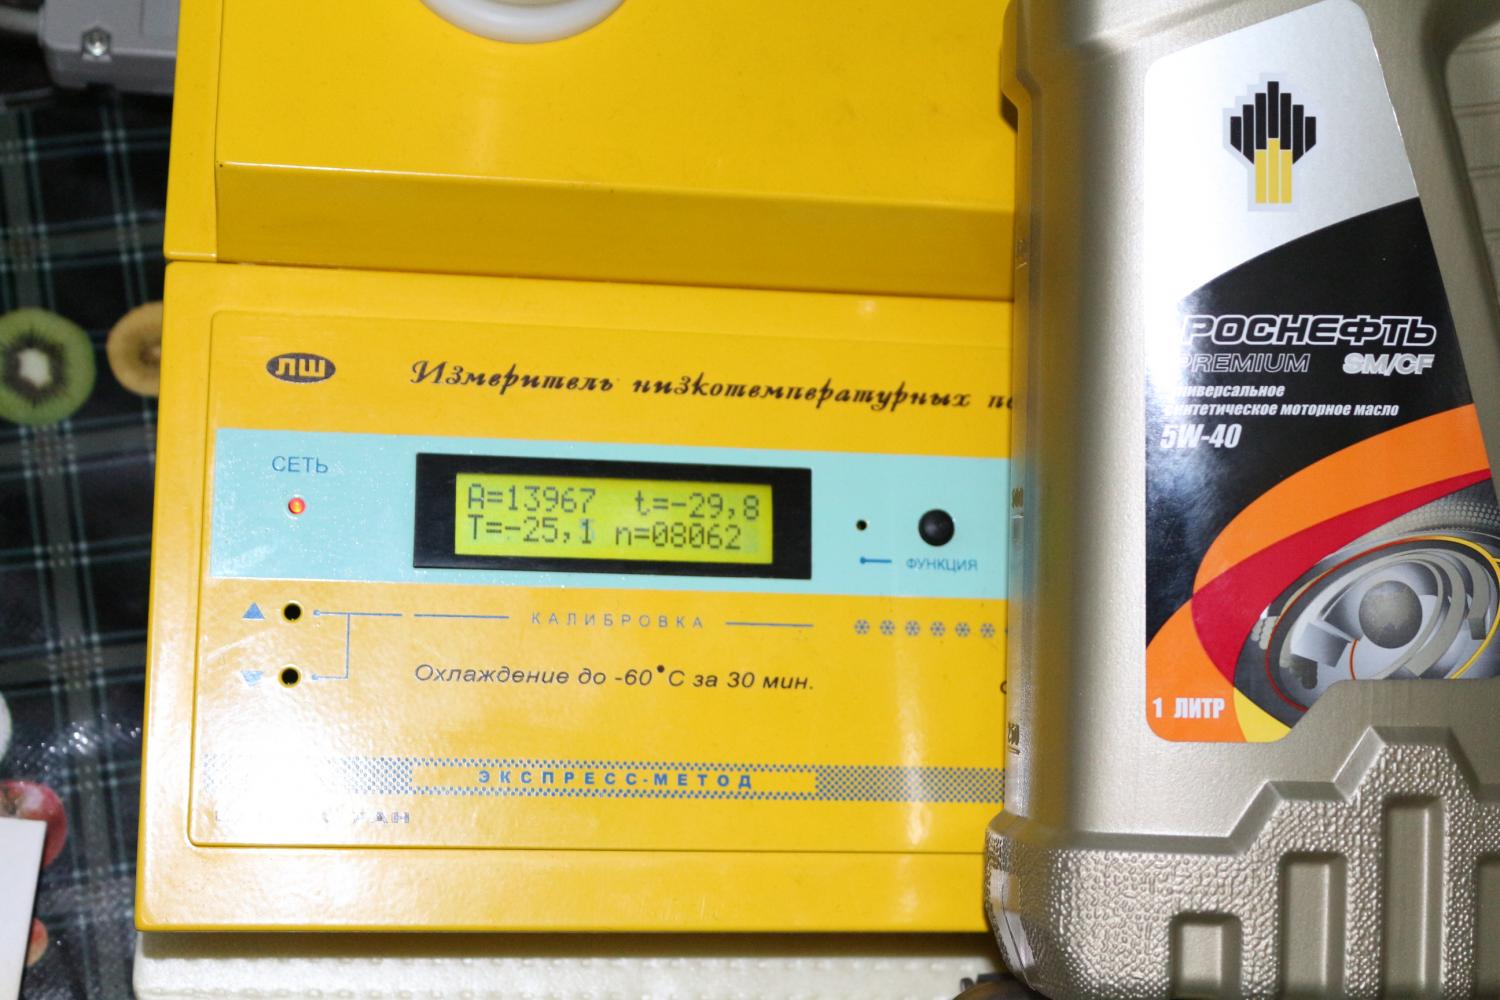 ЛШ
Измеритель низкотемпературных
СЕТЬ
A=13967 t=-29,8
T=-25,1 n=08062
ФУНКЦИЯ
КАЛИБРОВКА
Охлаждение до -60°С за 30 мин.
ЭКСПРЕСС-МЕТОД
РОСНЕФТЬ
PREMIUM SM/CF
универсальное
синтетическое моторное масло
5W-40
1 ЛИТР